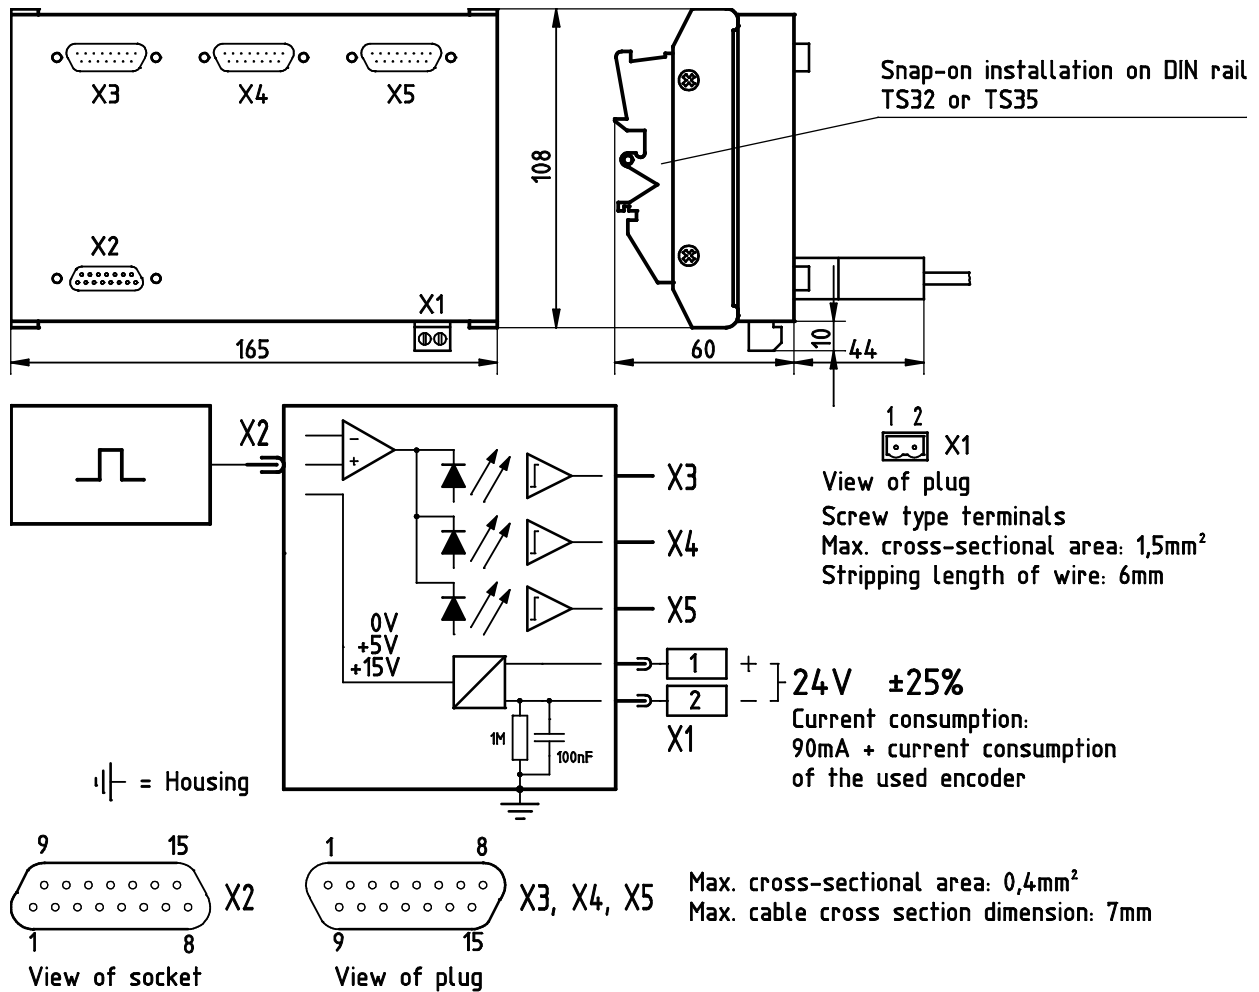 X3
X4
X5
X2
X1
165
108
Snap-on installation on DIN rail
TS32 or TS35
60
10
44
X2
0V
+5V
+15V
1M
100nF
X3
X4
X5
1 +
2 −
X1
24V ±25%
Current consumption:
90mA + current consumption
of the used encoder
1 2
X1
View of plug
Screw type terminals
Max. cross-sectional area: 1,5mm²
Stripping length of wire: 6mm
= Housing
9 15
X2
1 8
View of socket
1 8
X3, X4, X5
9 15
View of plug
Max. cross-sectional area: 0,4mm²
Max. cable cross section dimension: 7mm